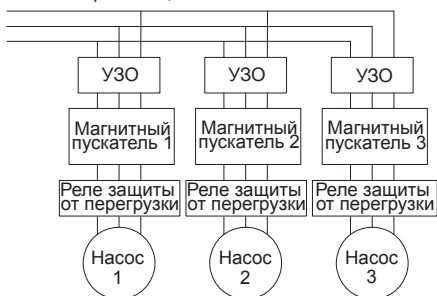 УЗО УЗО УЗО
Магнитный Магнитный Магнитный
пускатель 1 пускатель 2 пускатель 3
Реле защиты Реле защиты Реле защиты
от перегрузки от перегрузки от перегрузки
Насос Насос Насос
1 2 3